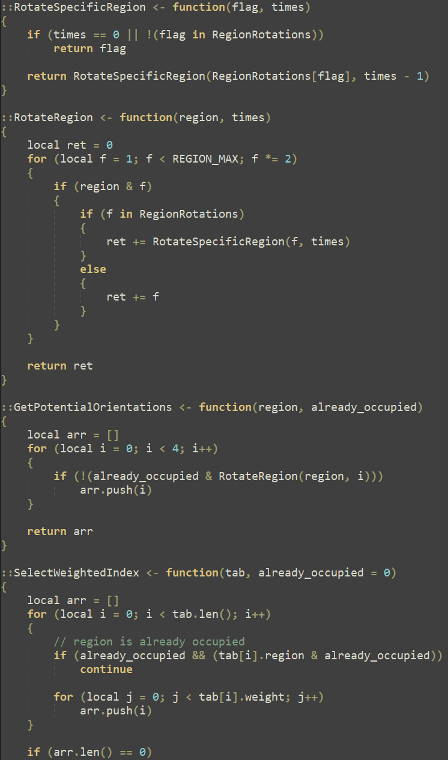 ::RotateSpecificRegion <- function(flag, times)
{
    if (times == 0 || !(flag in RegionRotations))
        return flag

    return RotateSpecificRegion(RegionRotations[flag], times - 1)
}

::RotateRegion <- function(region, times)
{
    local ret = 0
    for (local f = 1; f < REGION_MAX; f *= 2)
    {
        if (region & f)
        {
            if (f in RegionRotations)
            {
                ret += RotateSpecificRegion(f, times)
            }
            else
            {
                ret += f
            }
        }
    }

    return ret
}

::GetPotentialOrientations <- function(region, already_occupied)
{
    local arr = []
    for (local i = 0; i < 4; i++)
    {
        if (!(already_occupied & RotateRegion(region, i)))
            arr.push(i)
    }

    return arr
}

::SelectWeightedIndex <- function(tab, already_occupied = 0)
{
    local arr = []
    for (local i = 0; i < tab.len(); i++)
    {
        // region is already occupied
        if (already_occupied && (tab[i].region & already_occupied))
            continue

        for (local j = 0; j < tab[i].weight; j++)
            arr.push(i)
    }

    if (arr.len() == 0)